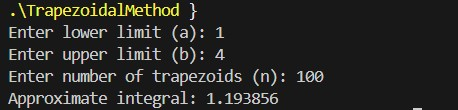 .\TrapezoidalMethod }
Enter lower limit (a): 1
Enter upper limit (b): 4
Enter number of trapezoids (n): 100
Approximate integral: 1.193856